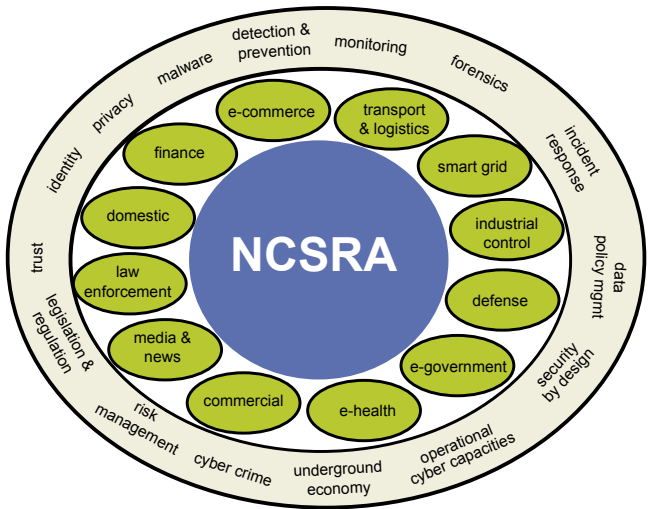 detection &
prevention
monitoring
forensics
incident
response
data
policy mgmt
security
by design
operational
cyber capacities
underground
economy
cyber crime
risk
management
legislation &
regulation
trust
identity
privacy
malware
e-commerce
transport
& logistics
smart grid
industrial
control
defense
e-government
e-health
commercial
media &
news
law
enforcement
domestic
finance
NCSRA